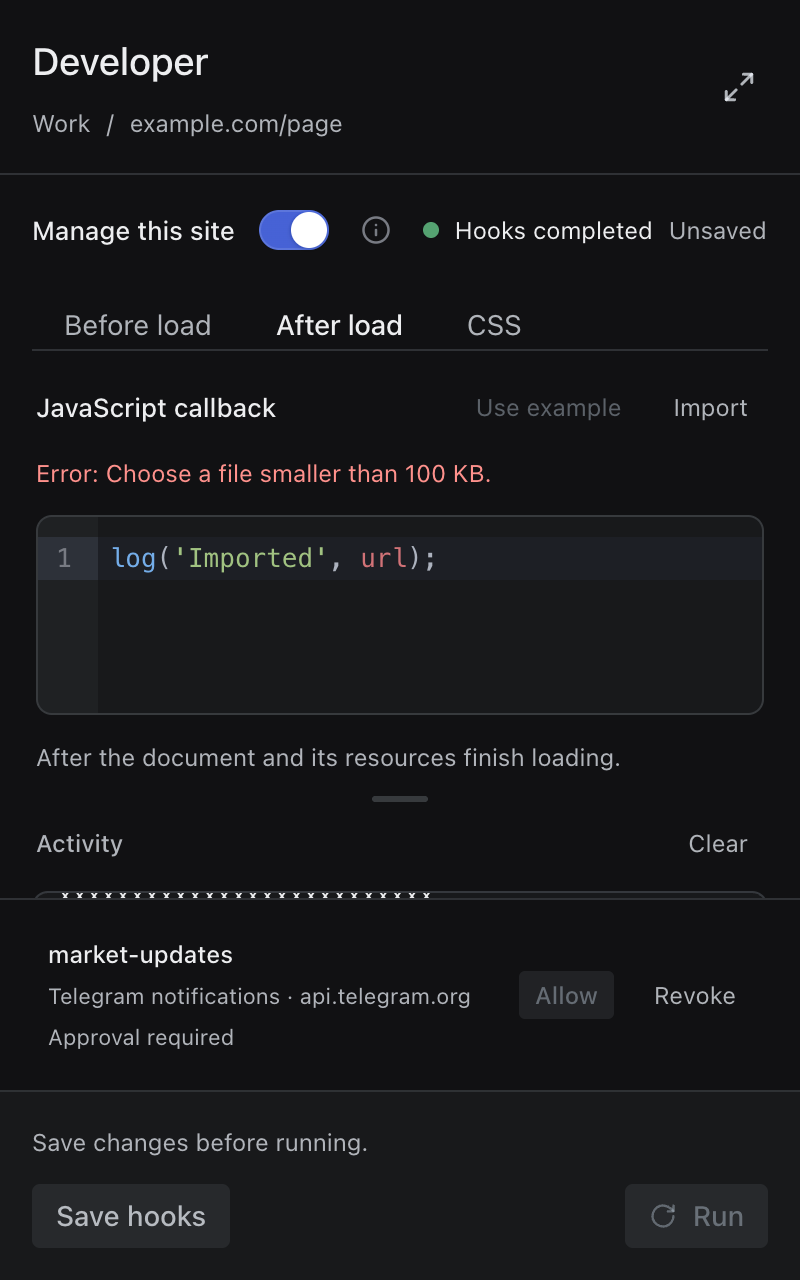 Developer
Work / example.com/page
Manage this site
Hooks completed
Unsaved
Before load
After load
CSS
JavaScript callback
Use example
Import
Error: Choose a file smaller than 100 KB.
1
log('Imported', url);
After the document and its resources finish loading.
Activity
Clear
market-updates
Telegram notifications · api.telegram.org
Approval required
Allow
Revoke
Save changes before running.
Save hooks
Run